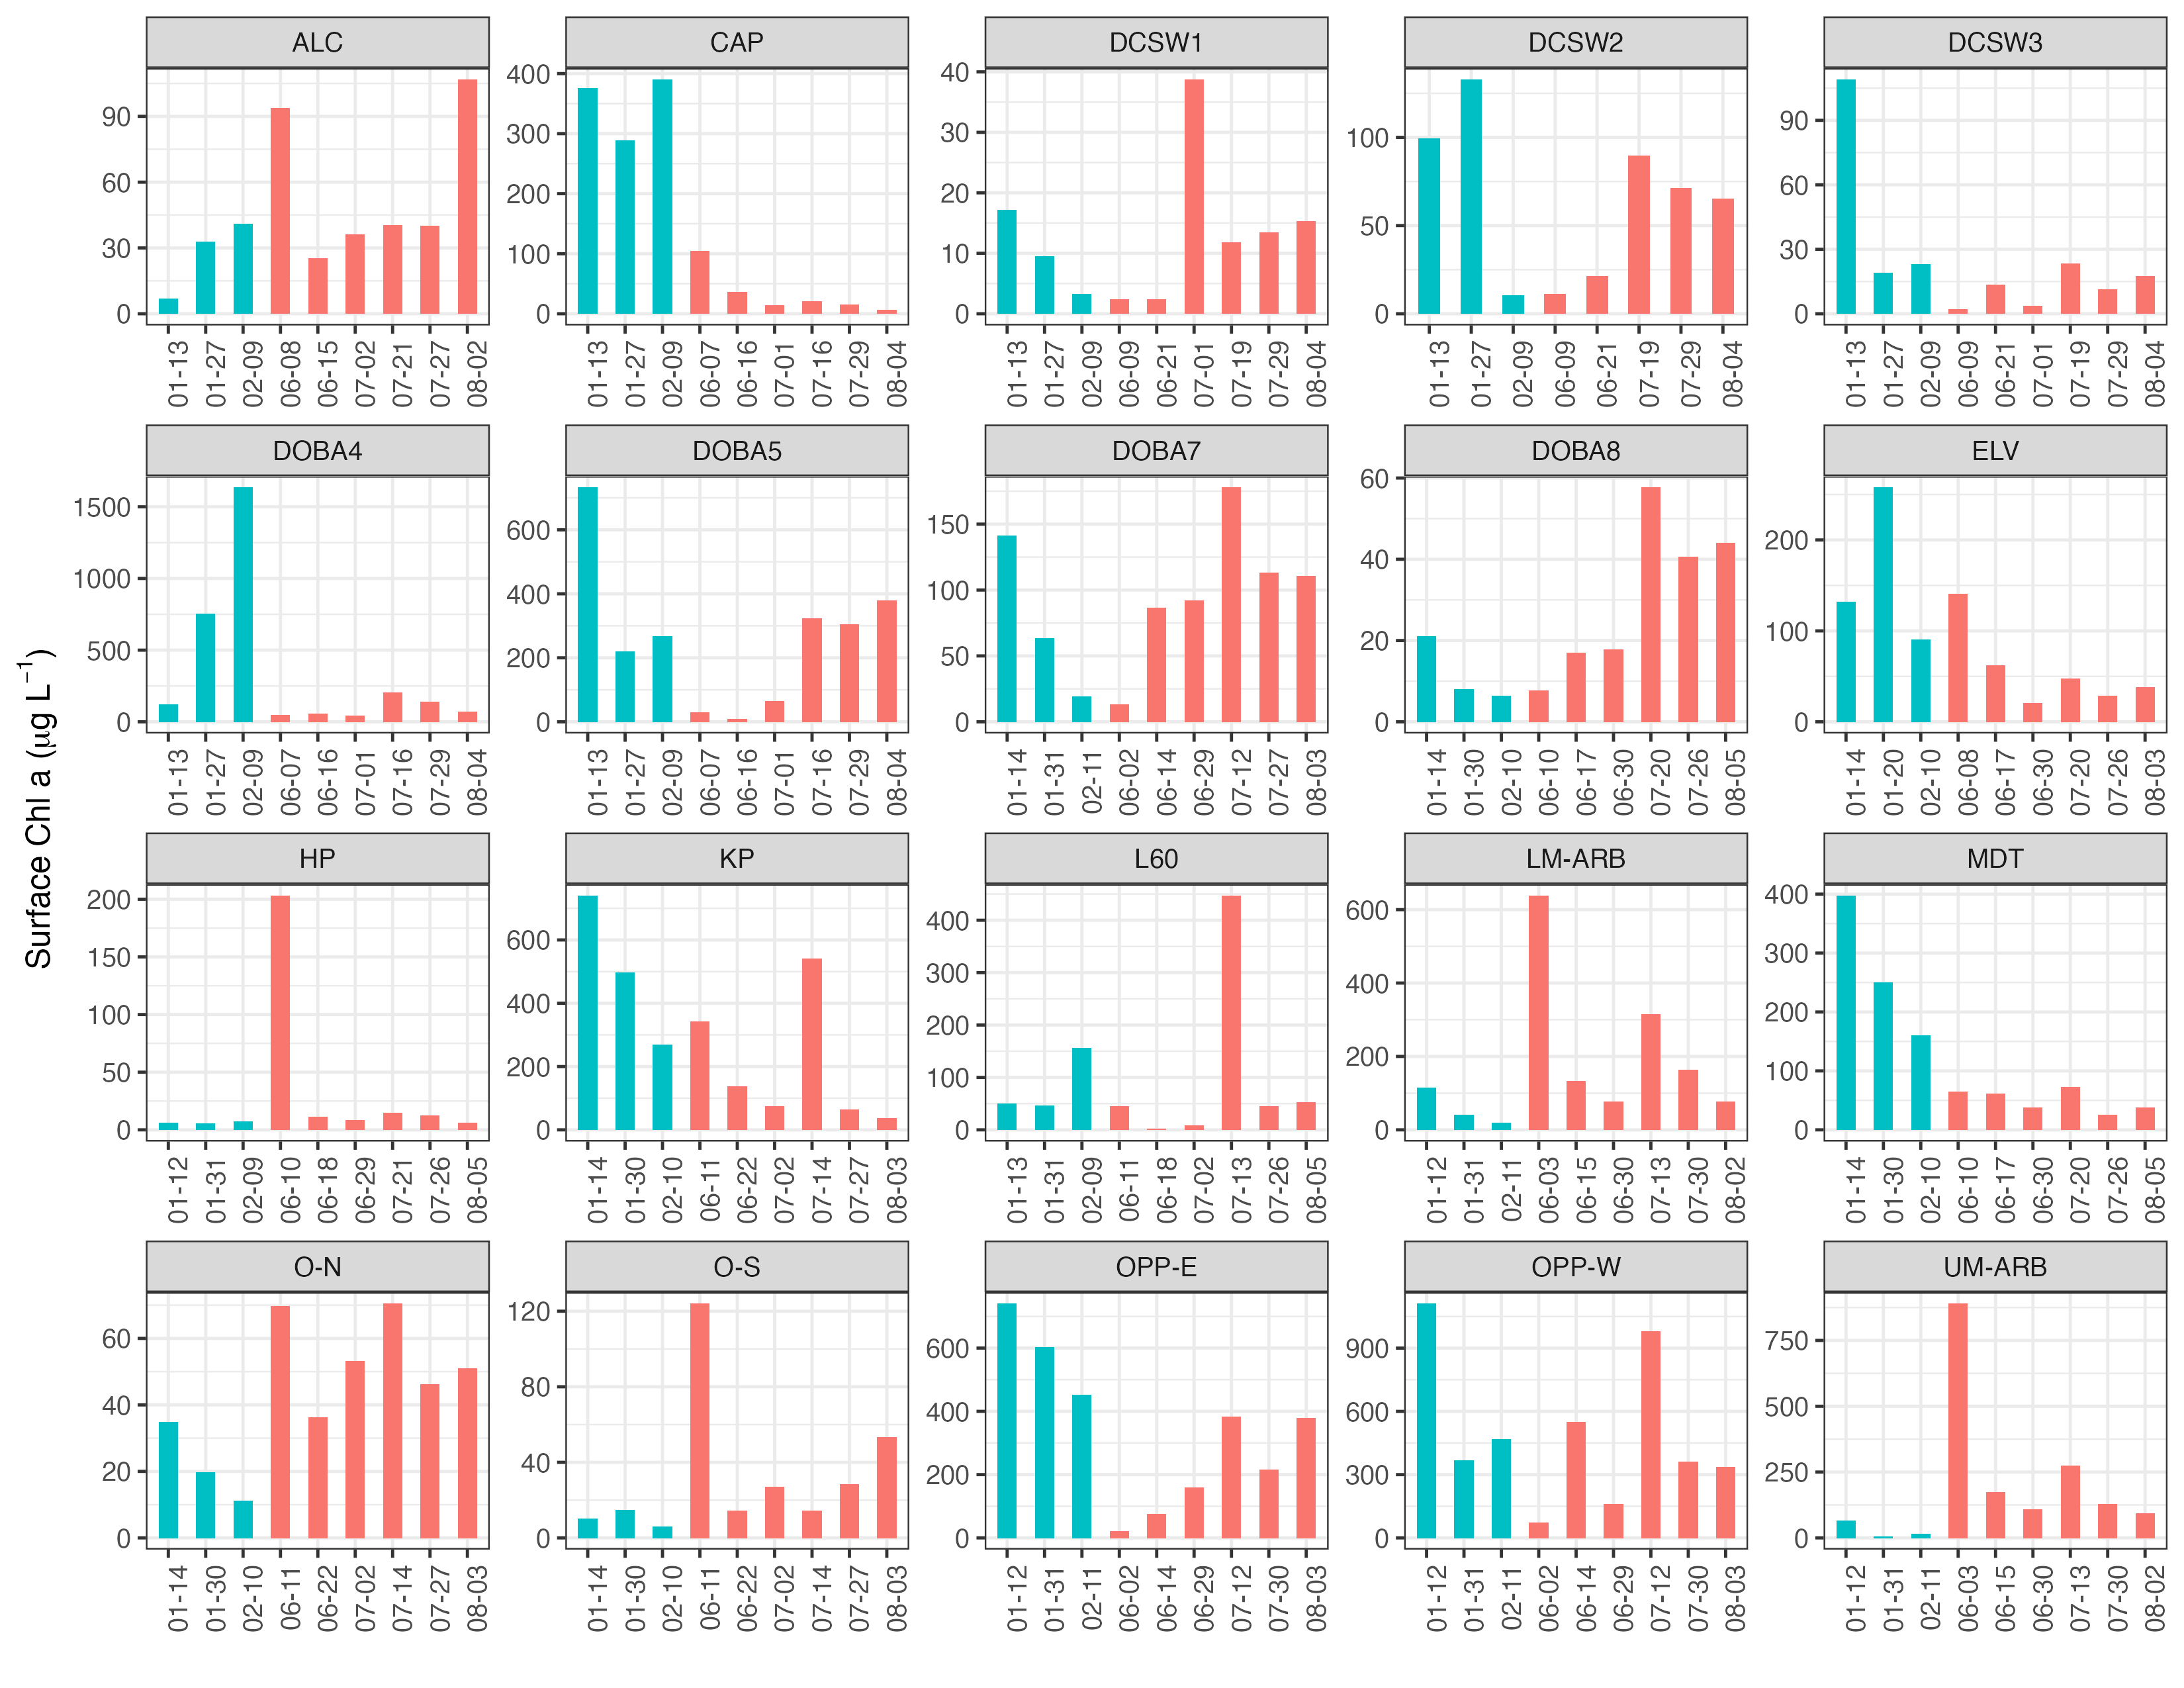 Surface Chl a (µg L⁻¹)
ALC CAP DCSW1 DCSW2 DCSW3
90 60 30 0
400 300 200 100 0
40 30 20 10 0
100 50 0
90 60 30 0
01-13 01-27 02-09 06-08 06-15 07-02 07-21 07-27 08-02
01-13 01-27 02-09 06-07 06-16 07-01 07-16 07-29 08-04
01-13 01-27 02-09 06-09 06-21 07-01 07-19 07-29 08-04
01-13 01-27 02-09 06-09 06-21 07-19 07-29 08-04
01-13 01-27 02-09 06-09 06-21 07-01 07-19 07-29 08-04
DOBA4 DOBA5 DOBA7 DOBA8 ELV
1500 1000 500 0
600 400 200 0
150 100 50 0
60 40 20 0
200 100 0
01-13 01-27 02-09 06-07 06-16 07-01 07-16 07-29 08-04
01-13 01-27 02-09 06-07 06-16 07-01 07-16 07-29 08-04
01-14 01-31 02-11 06-02 06-14 06-29 07-12 07-27 08-03
01-14 01-30 02-10 06-10 06-17 06-30 07-20 07-26 08-05
01-14 01-20 02-10 06-08 06-17 06-30 07-20 07-26 08-03
HP KP L60 LM-ARB MDT
200 150 100 50 0
600 400 200 0
400 300 200 100 0
600 400 200 0
400 300 200 100 0
01-12 01-31 02-09 06-10 06-18 06-29 07-21 07-26 08-05
01-14 01-30 02-10 06-11 06-22 07-02 07-14 07-27 08-03
01-13 01-31 02-09 06-11 06-18 07-02 07-13 07-26 08-05
01-12 01-31 02-11 06-03 06-15 06-30 07-13 07-30 08-02
01-14 01-30 02-10 06-10 06-17 06-30 07-20 07-26 08-05
O-N O-S OPP-E OPP-W UM-ARB
60 40 20 0
120 80 40 0
600 400 200 0
900 600 300 0
750 500 250 0
01-14 01-30 02-10 06-11 06-22 07-02 07-14 07-27 08-03
01-14 01-30 02-10 06-11 06-22 07-02 07-14 07-27 08-03
01-12 01-31 02-11 06-02 06-14 06-29 07-12 07-30 08-03
01-12 01-31 02-11 06-02 06-14 06-29 07-12 07-30 08-03
01-12 01-31 02-11 06-03 06-15 06-30 07-13 07-30 08-02